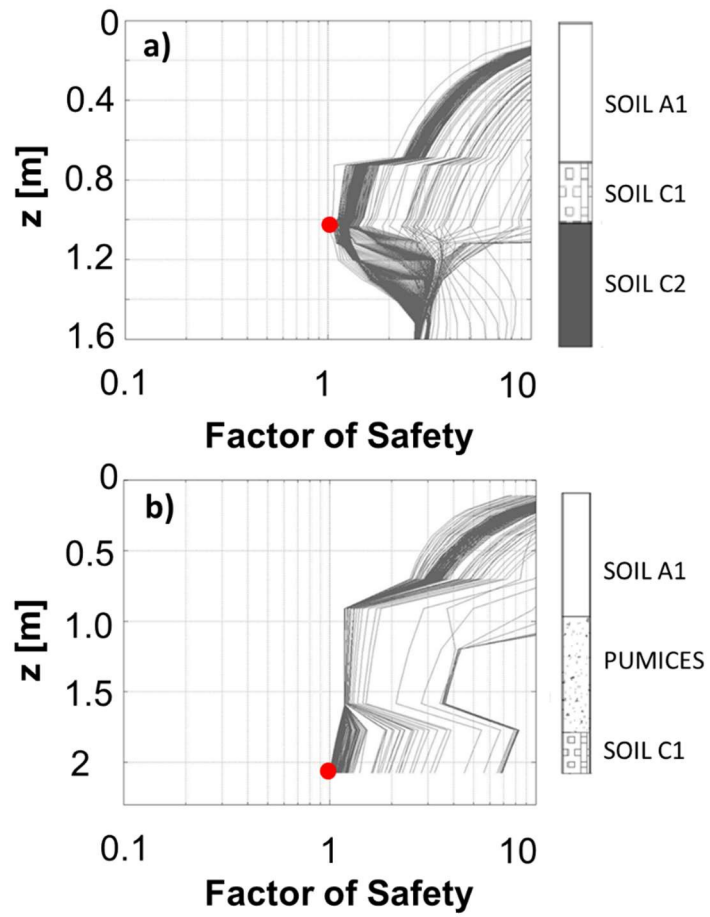 0
a)
0.4
0.8
1.2
1.6
z [m]
SOIL A1
SOIL C1
SOIL C2
0.1 1 10
Factor of Safety
0
b)
0.5
1.0
1.5
2
z [m]
SOIL A1
PUMICES
SOIL C1
0.1 1 10
Factor of Safety